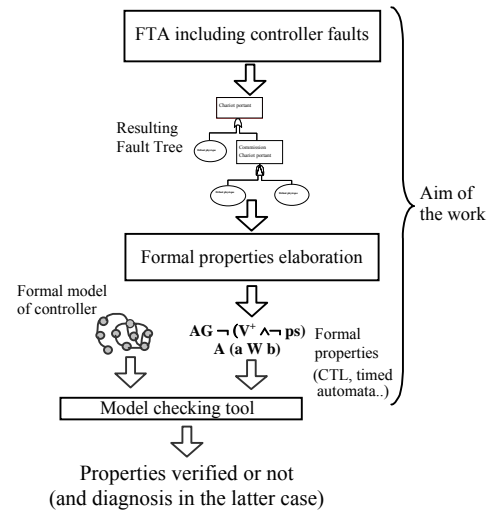 FTA including controller faults
Chariot portant
Resulting
Fault Tree
Commission
Chariot portant
Aim of
the work
Formal properties elaboration
Formal model
of controller
AG ¬ (V⁺ ∧¬ ps)
A (a W b)
Formal
properties
(CTL, timed
automata..)
Model checking tool
Properties verified or not
(and diagnosis in the latter case)